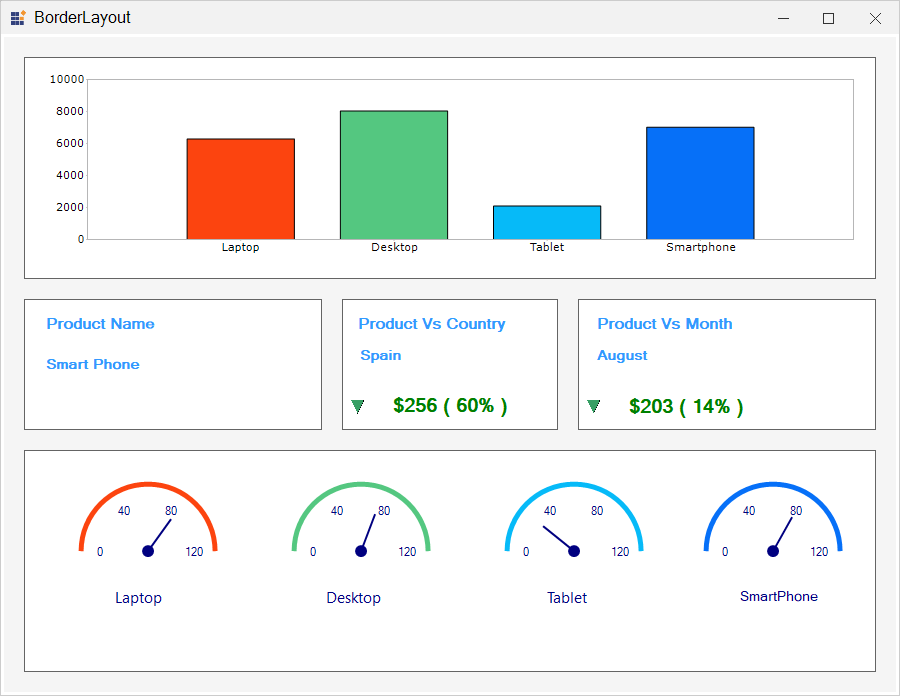 BorderLayout
10000
8000
6000
4000
2000
0
Laptop Desktop Tablet Smartphone
Product Name
Smart Phone
Product Vs Country
Spain
$256 ( 60% )
Product Vs Month
August
$203 ( 14% )
40 80
0 120
Laptop
40 80
0 120
Desktop
40 80
0 120
Tablet
40 80
0 120
SmartPhone